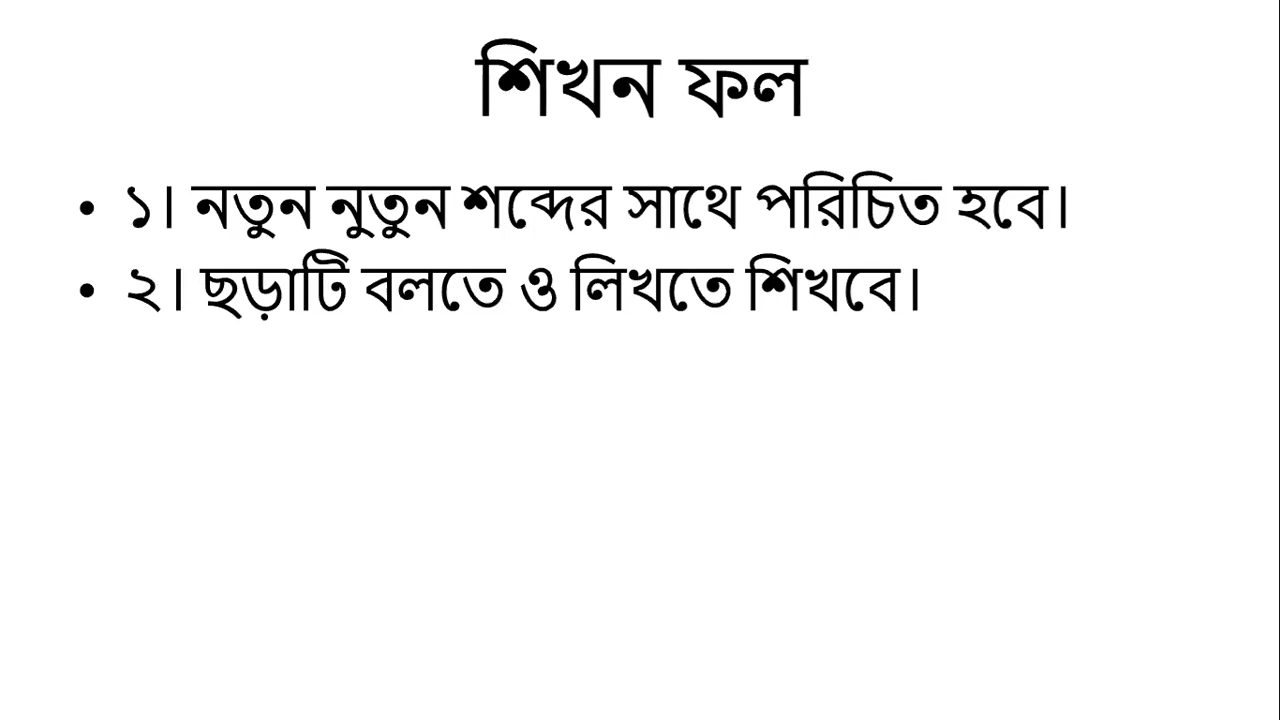 শিখন ফল
• ১। নতুন নুতুন শব্দের সাথে পরিচিত হবে।
• ২। ছড়াটি বলতে ও লিখতে শিখবে।